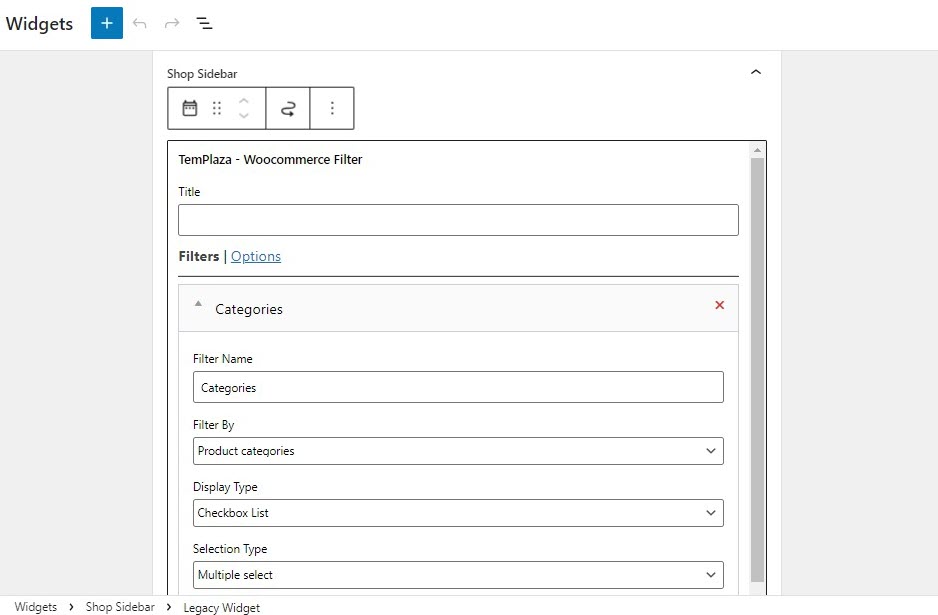 Widgets
Shop Sidebar
TemPlaza - Woocommerce Filter
Title
Filters | Options
Categories
Filter Name
Categories
Filter By
Product categories
Display Type
Checkbox List
Selection Type
Multiple select
Widgets > Shop Sidebar > Legacy Widget